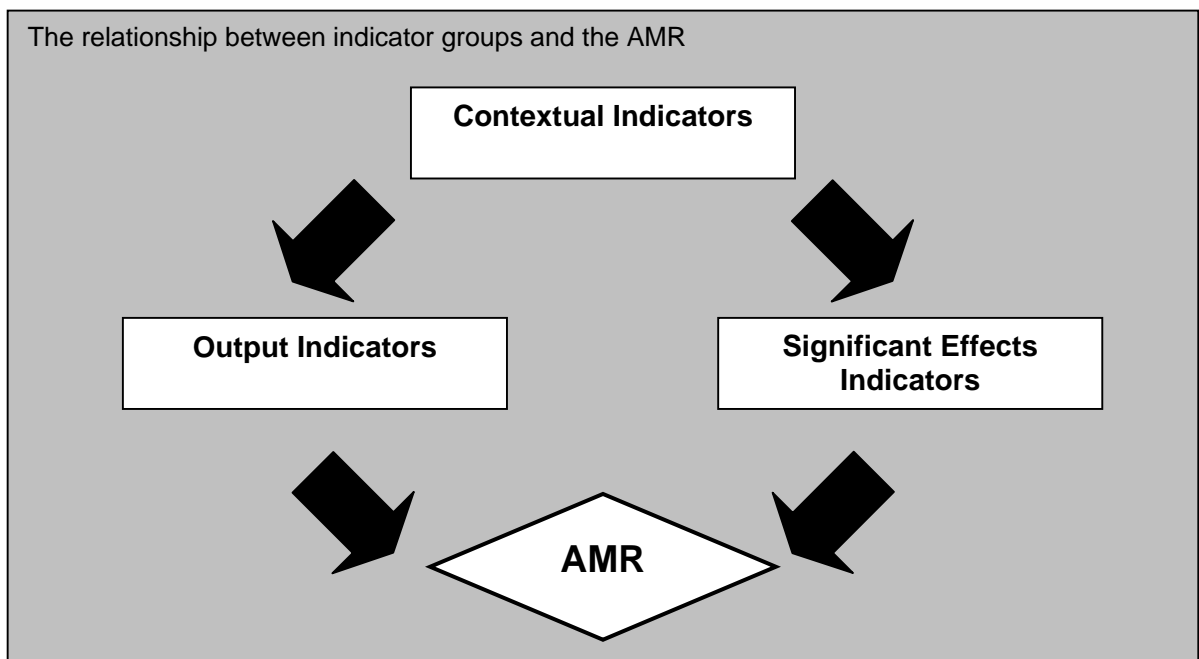 The relationship between indicator groups and the AMR
Contextual Indicators
Output Indicators
Significant Effects
Indicators
AMR